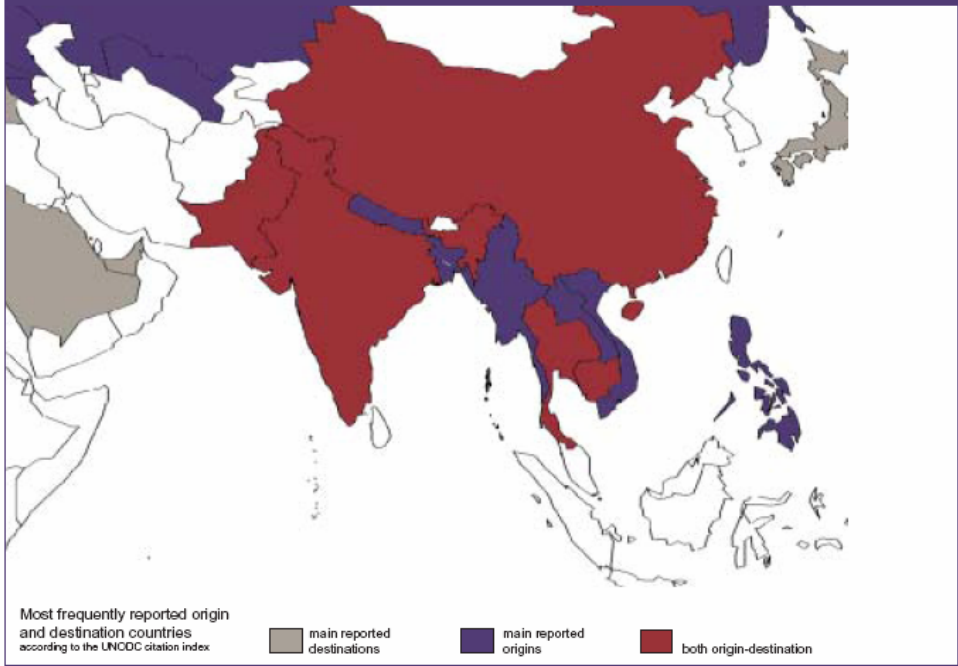 Most frequently reported origin
and destination countries
according to the UNODC citation index
main reported
destinations
main reported
origins
both origin-destination